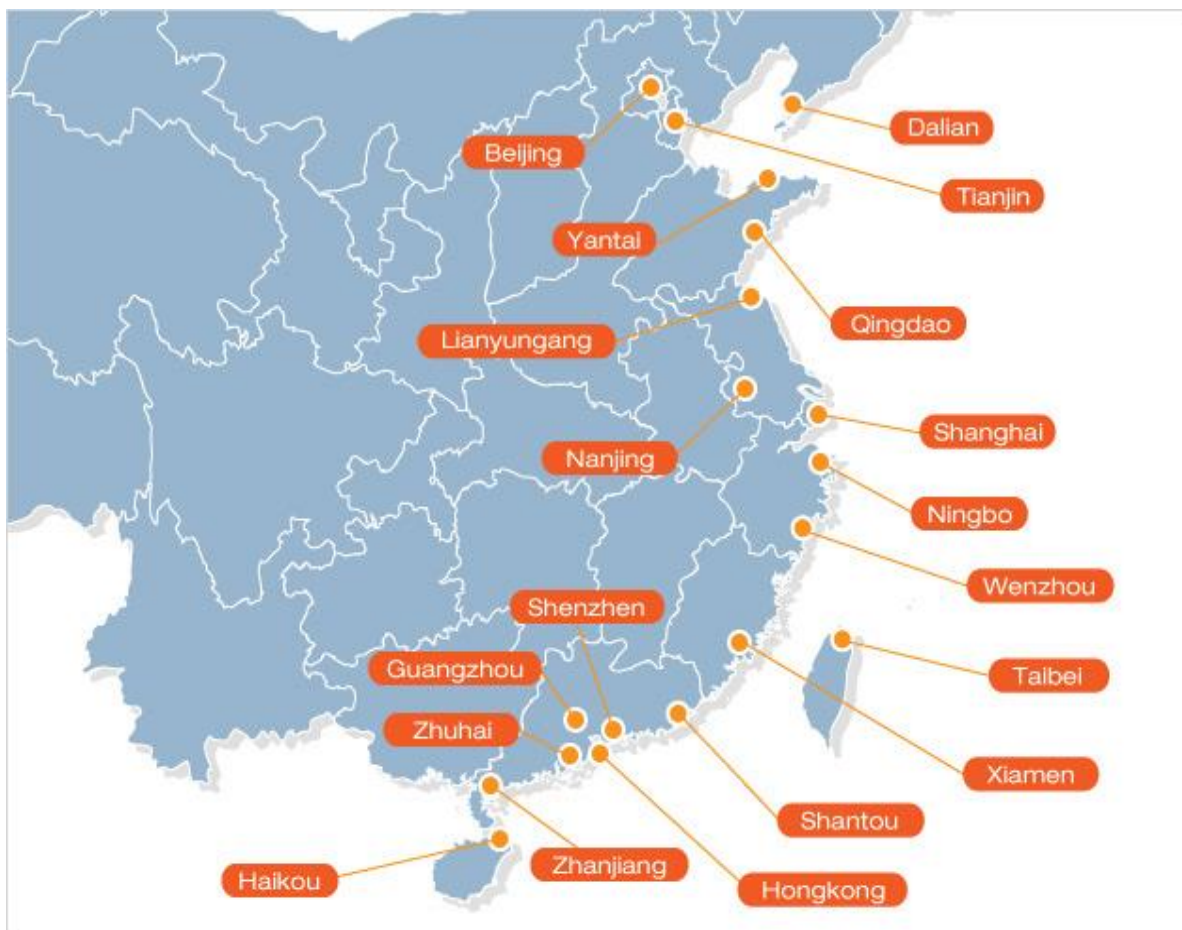 Dalian
Beijing
Tianjin
Yantai
Qingdao
Lianyungang
Shanghai
Nanjing
Ningbo
Wenzhou
Shenzhen
Guangzhou
Taibei
Zhuhai
Xiamen
Shantou
Zhanjiang
Haikou
Hongkong